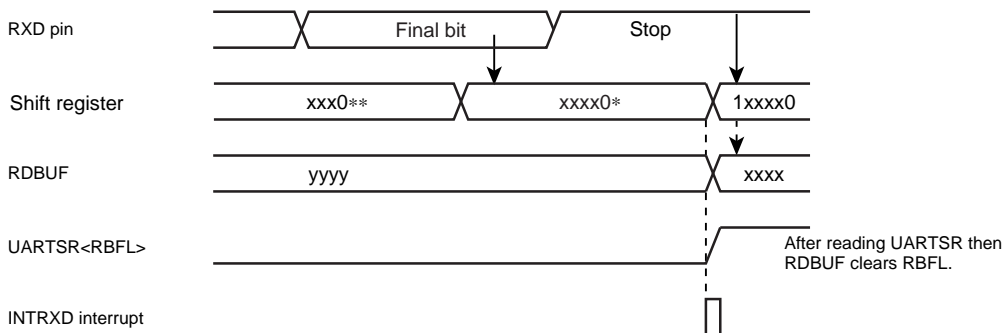 RXD pin
Final bit
Stop
Shift register
xxx0**
xxxx0*
1xxxx0
RDBUF
yyyy
xxxx
UARTSR<RBFL>
After reading UARTSR then
RDBUF clears RBFL.
INTRXD interrupt